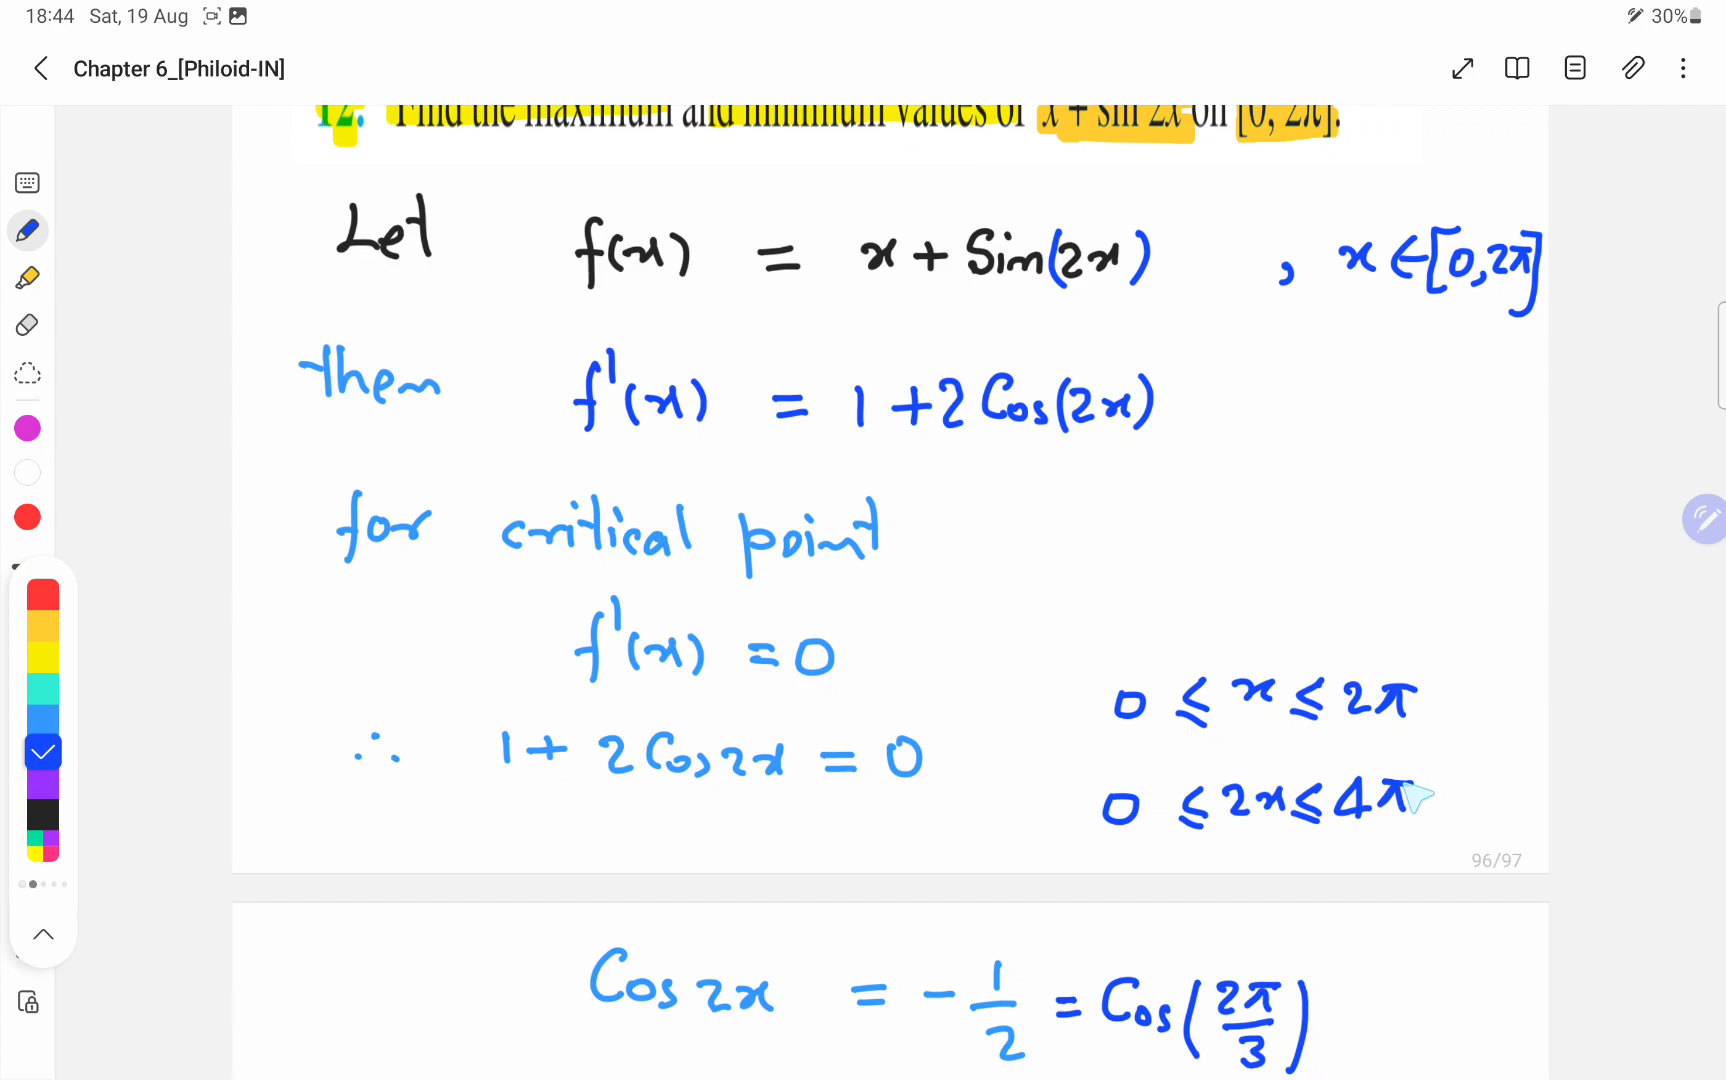 18:44 Sat, 19 Aug 30%
Chapter 6_[Philoid-IN]
12. Find the maximum and minimum values of x + sin 2x on [0, 2π].
Let f(x) = x + Sin(2x) , x ∈ [0, 2π]
then f'(x) = 1 + 2 Cos(2x)
for critical point
f'(x) = 0
0 ≤ x ≤ 2π
∴ 1 + 2 Cos 2x = 0
0 ≤ 2x ≤ 4π
96/97
Cos 2x = - 1/2 = Cos (2π/3)